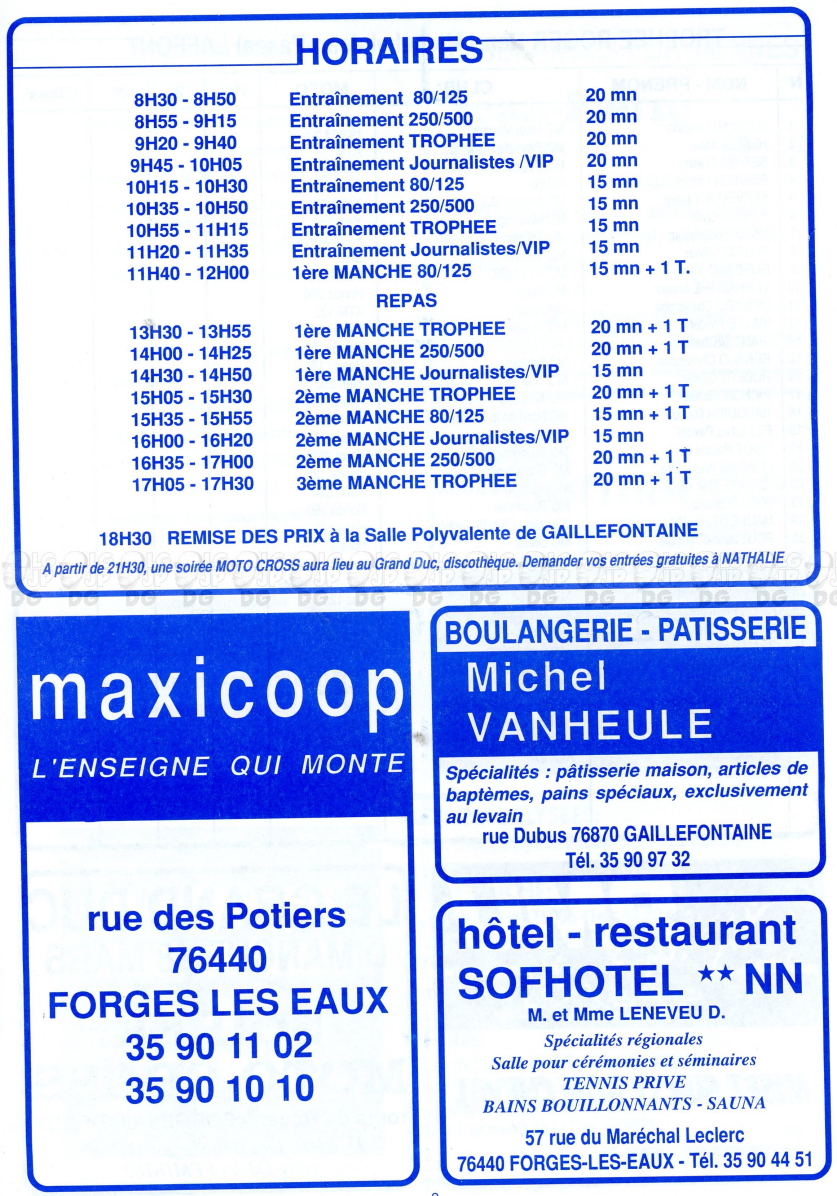 HORAIRES
8H30 - 8H50 Entraînement 80/125 20 mn
8H55 - 9H15 Entraînement 250/500 20 mn
9H20 - 9H40 Entraînement TROPHEE 20 mn
9H45 - 10H05 Entraînement Journalistes /VIP 20 mn
10H15 - 10H30 Entraînement 80/125 15 mn
10H35 - 10H50 Entraînement 250/500 15 mn
10H55 - 11H15 Entraînement TROPHEE 15 mn
11H20 - 11H35 Entraînement Journalistes/VIP 15 mn
11H40 - 12H00 1ère MANCHE 80/125 15 mn + 1 T.
REPAS
13H30 - 13H55 1ère MANCHE TROPHEE 20 mn + 1 T
14H00 - 14H25 1ère MANCHE 250/500 20 mn + 1 T
14H30 - 14H50 1ère MANCHE Journalistes/VIP 15 mn
15H05 - 15H30 2ème MANCHE TROPHEE 20 mn + 1 T
15H35 - 15H55 2ème MANCHE 80/125 15 mn + 1 T
16H00 - 16H20 2ème MANCHE Journalistes/VIP 15 mn
16H35 - 17H00 2ème MANCHE 250/500 20 mn + 1 T
17H05 - 17H30 3ème MANCHE TROPHEE 20 mn + 1 T
18H30 REMISE DES PRIX à la Salle Polyvalente de GAILLEFONTAINE
A partir de 21H30, une soirée MOTO CROSS aura lieu au Grand Duc, discothèque. Demander vos entrées gratuites à NATHALIE
maxicoop
L'ENSEIGNE QUI MONTE
rue des Potiers
76440
FORGES LES EAUX
35 90 11 02
35 90 10 10
BOULANGERIE - PATISSERIE
Michel
VANHEULE
Spécialités : pâtisserie maison, articles de
baptèmes, pains spéciaux, exclusivement
au levain
rue Dubus 76870 GAILLEFONTAINE
Tél. 35 90 97 32
hôtel - restaurant
SOFHOTEL ★★ NN
M. et Mme LENEVEU D.
Spécialités régionales
Salle pour cérémonies et séminaires
TENNIS PRIVE
BAINS BOUILLONNANTS - SAUNA
57 rue du Maréchal Leclerc
76440 FORGES-LES-EAUX - Tél. 35 90 44 51